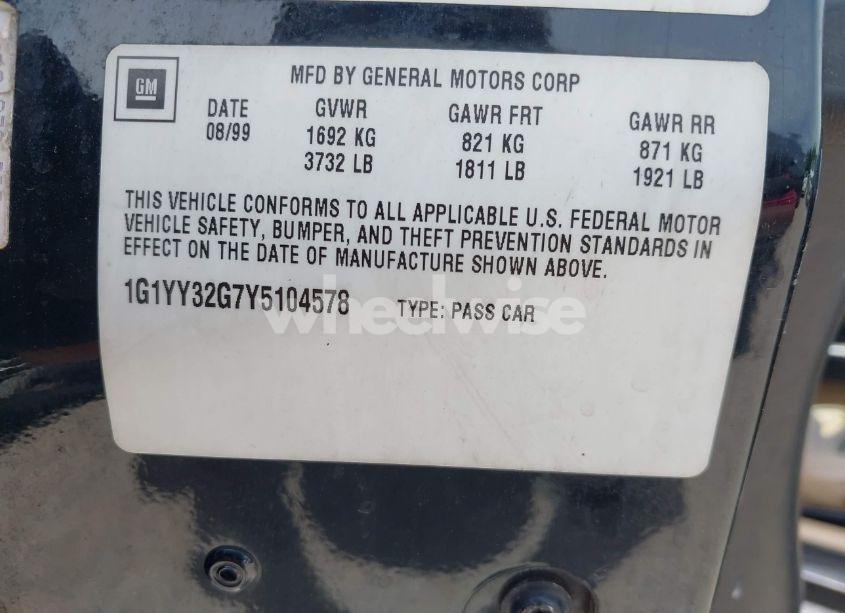 GM
MFD BY GENERAL MOTORS CORP
DATE GVWR GAWR FRT GAWR RR
08/99 1692 KG 821 KG 871 KG
3732 LB 1811 LB 1921 LB
THIS VEHICLE CONFORMS TO ALL APPLICABLE U.S. FEDERAL MOTOR
VEHICLE SAFETY, BUMPER, AND THEFT PREVENTION STANDARDS IN
EFFECT ON THE DATE OF MANUFACTURE SHOWN ABOVE.
1G1YY32G7Y5104578 TYPE: PASS CAR
wheelwise